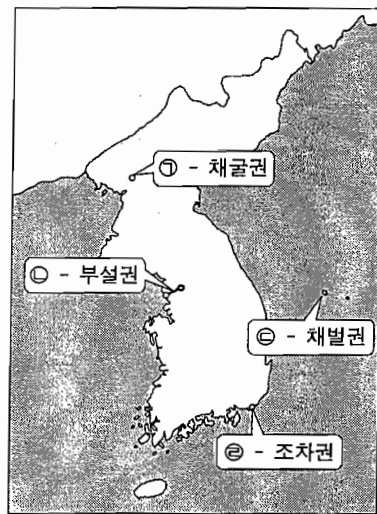 ㉠ - 채굴권
㉡ - 부설권
㉢ - 채벌권
㉣ - 조차권